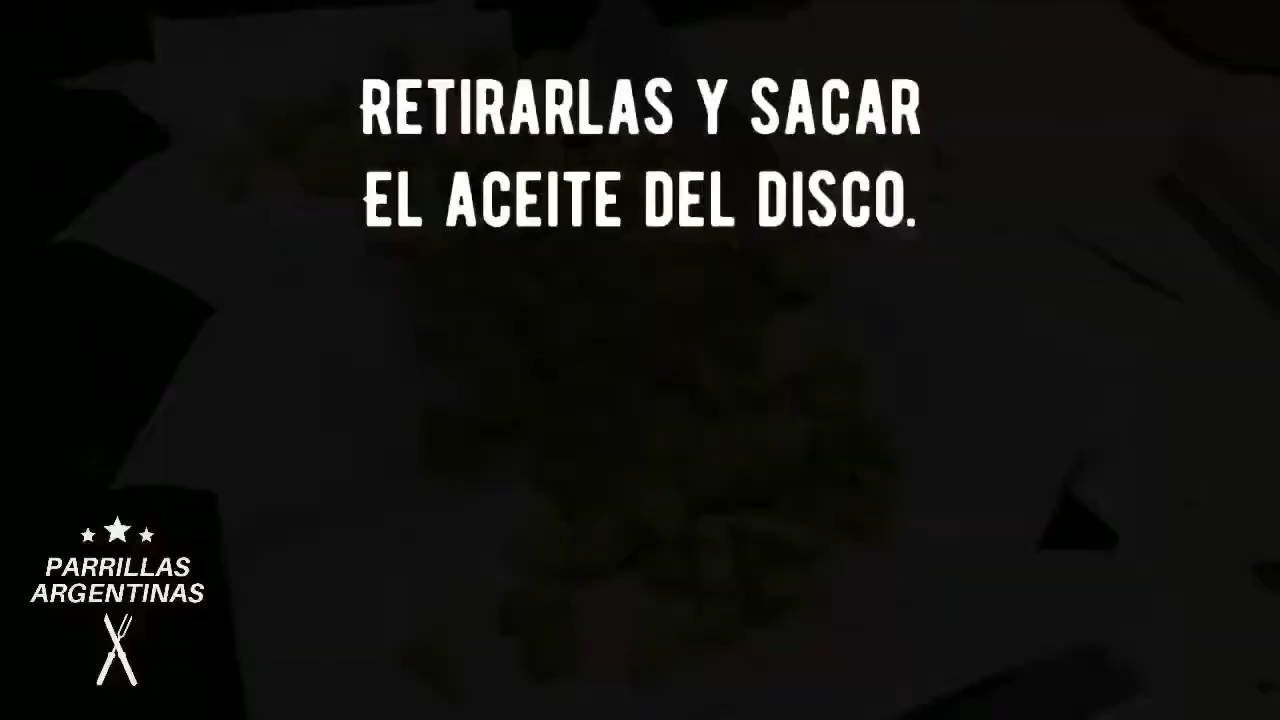 RETIRARLAS Y SACAR
EL ACEITE DEL DISCO.
PARRILLAS
ARGENTINAS